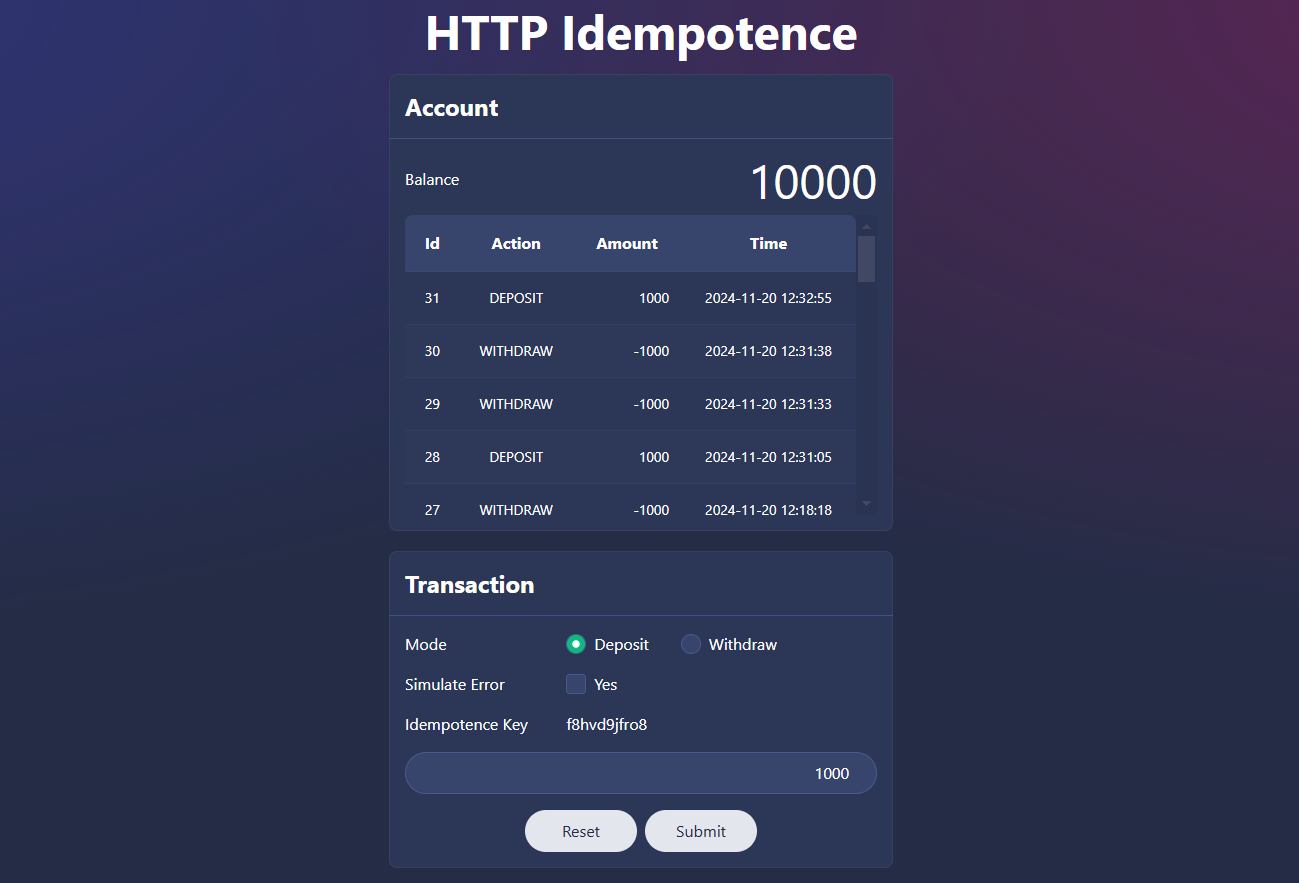 HTTP Idempotence
Account
Balance 10000
Id Action Amount Time
31 DEPOSIT 1000 2024-11-20 12:32:55
30 WITHDRAW -1000 2024-11-20 12:31:38
29 WITHDRAW -1000 2024-11-20 12:31:33
28 DEPOSIT 1000 2024-11-20 12:31:05
27 WITHDRAW -1000 2024-11-20 12:18:18
Transaction
Mode Deposit Withdraw
Simulate Error Yes
Idempotence Key f8hvd9jfro8
1000
Reset Submit